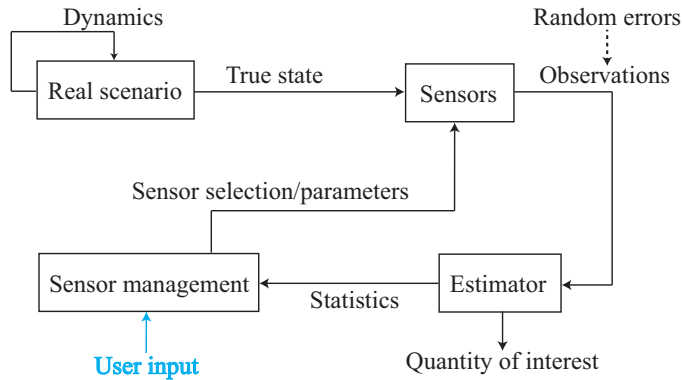 Dynamics
Random errors
Real scenario
True state
Sensors
Observations
Sensor selection/parameters
Sensor management
Statistics
Estimator
User input
Quantity of interest